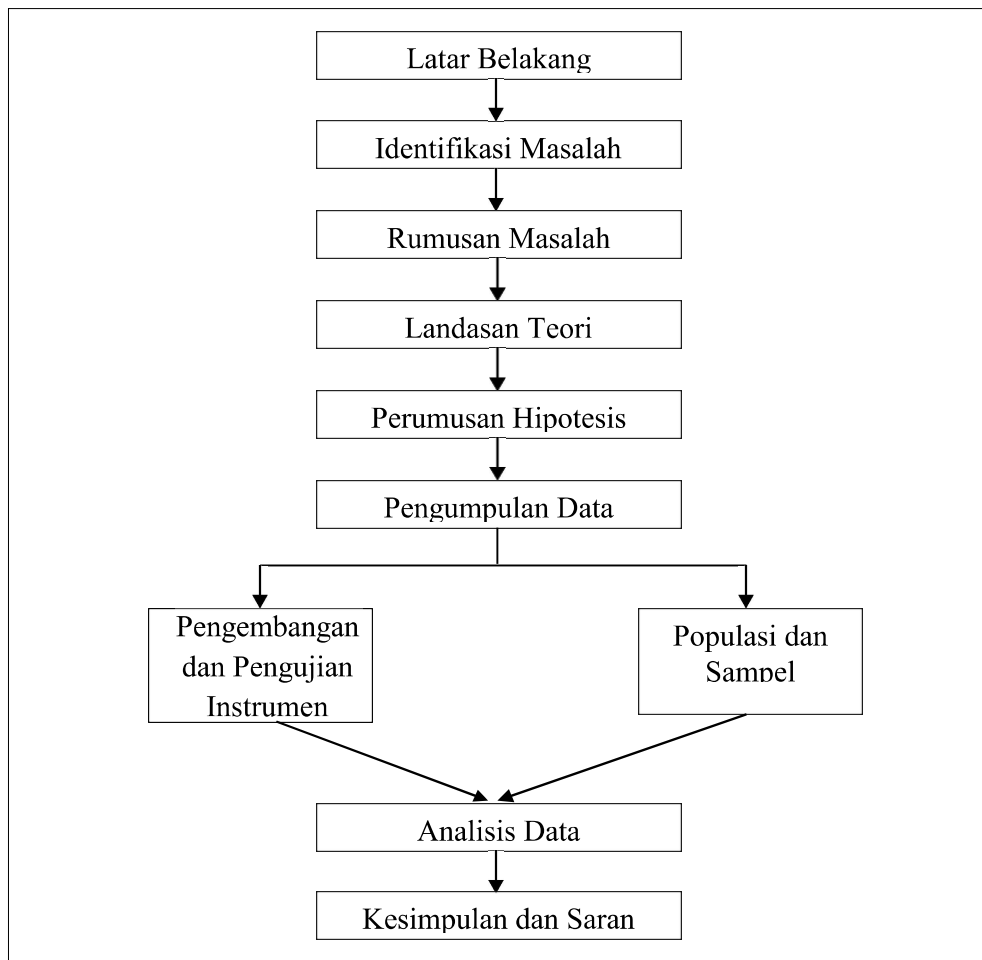 Latar Belakang
Identifikasi Masalah
Rumusan Masalah
Landasan Teori
Perumusan Hipotesis
Pengumpulan Data
Pengembangan
dan Pengujian
Instrumen
Populasi dan
Sampel
Analisis Data
Kesimpulan dan Saran